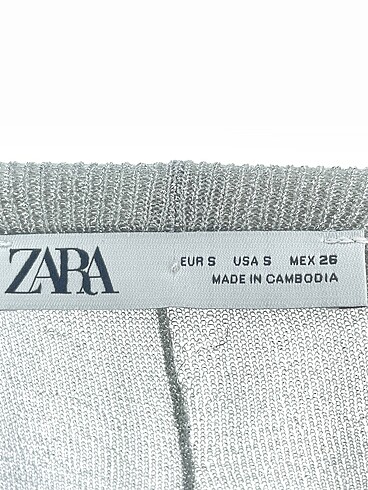 ZARA
EUR S USA S MEX 26
MADE IN CAMBODIA